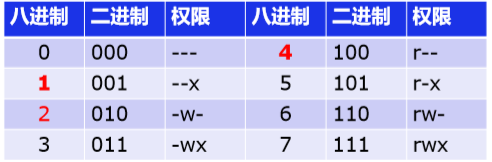 八进制 二进制 权限 八进制 二进制 权限
0 000 --- 4 100 r--
1 001 --x 5 101 r-x
2 010 -w- 6 110 rw-
3 011 -wx 7 111 rwx